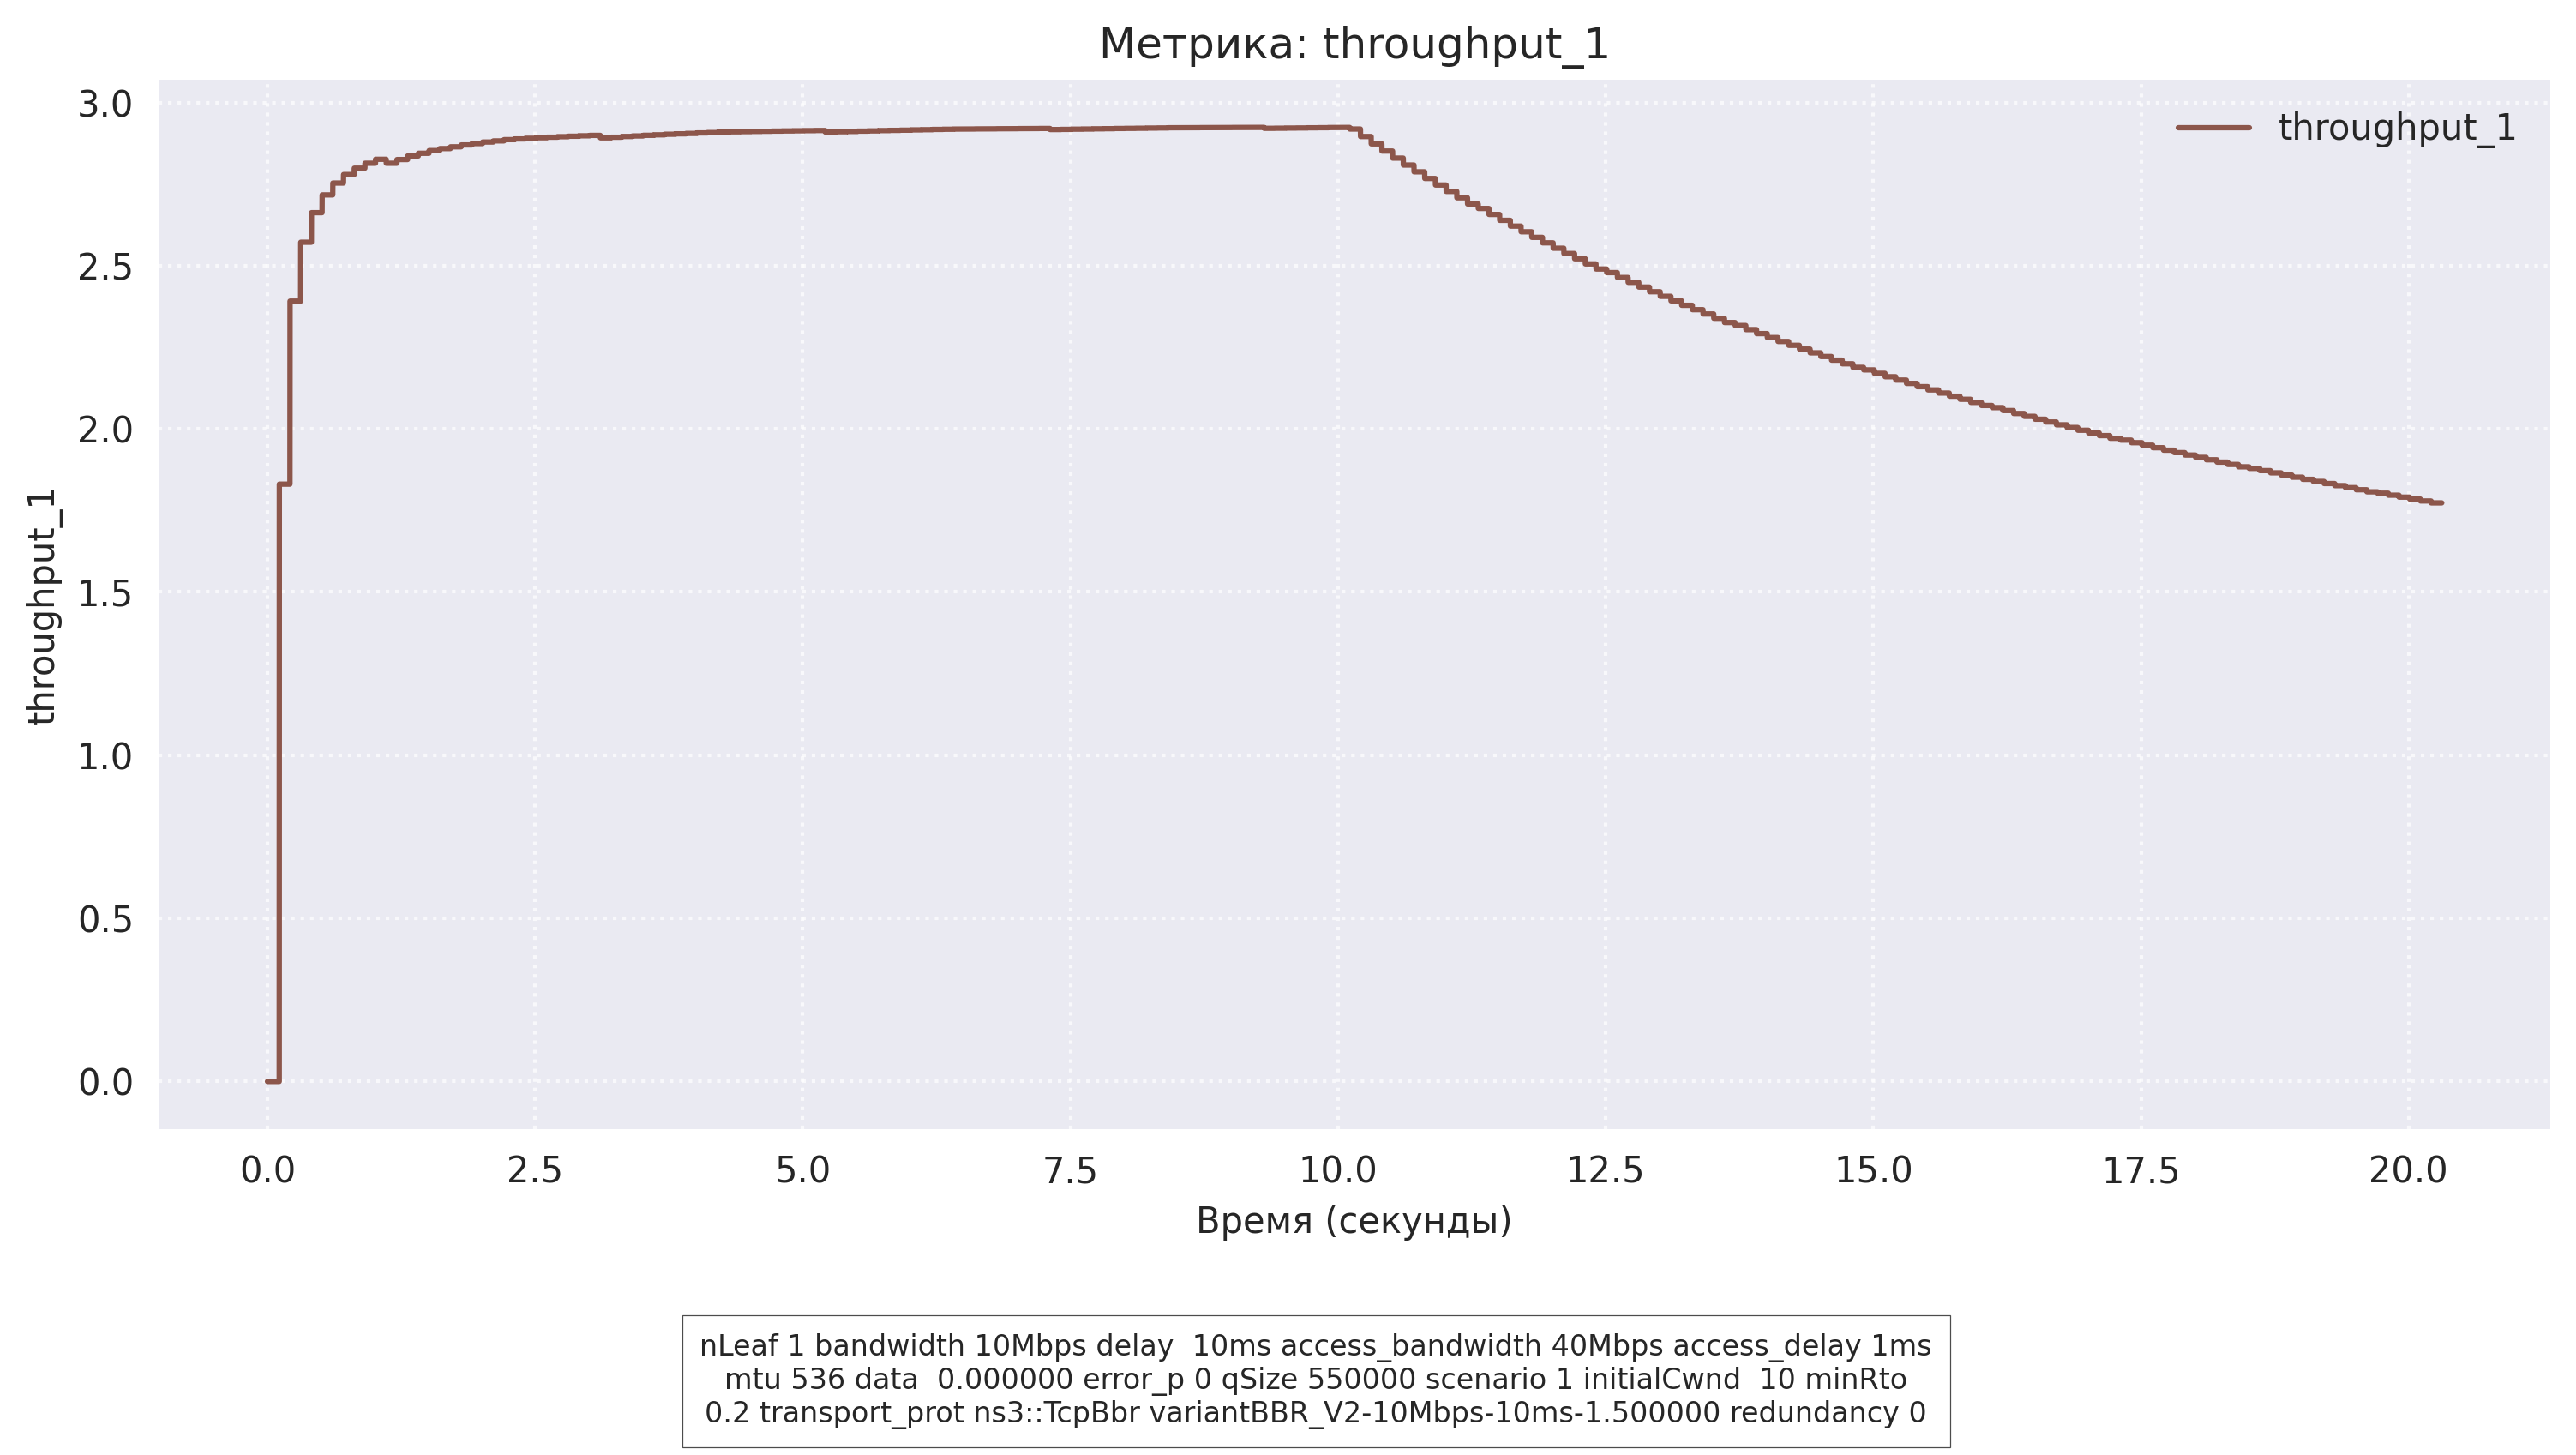 Метрика: throughput_1
throughput_1
throughput_1
3.0
2.5
2.0
1.5
1.0
0.5
0.0
0.0 2.5 5.0 7.5 10.0 12.5 15.0 17.5 20.0
Время (секунды)
nLeaf 1 bandwidth 10Mbps delay  10ms access_bandwidth 40Mbps access_delay 1ms
mtu 536 data  0.000000 error_p 0 qSize 550000 scenario 1 initialCwnd  10 minRto
0.2 transport_prot ns3::TcpBbr variantBBR_V2-10Mbps-10ms-1.500000 redundancy 0